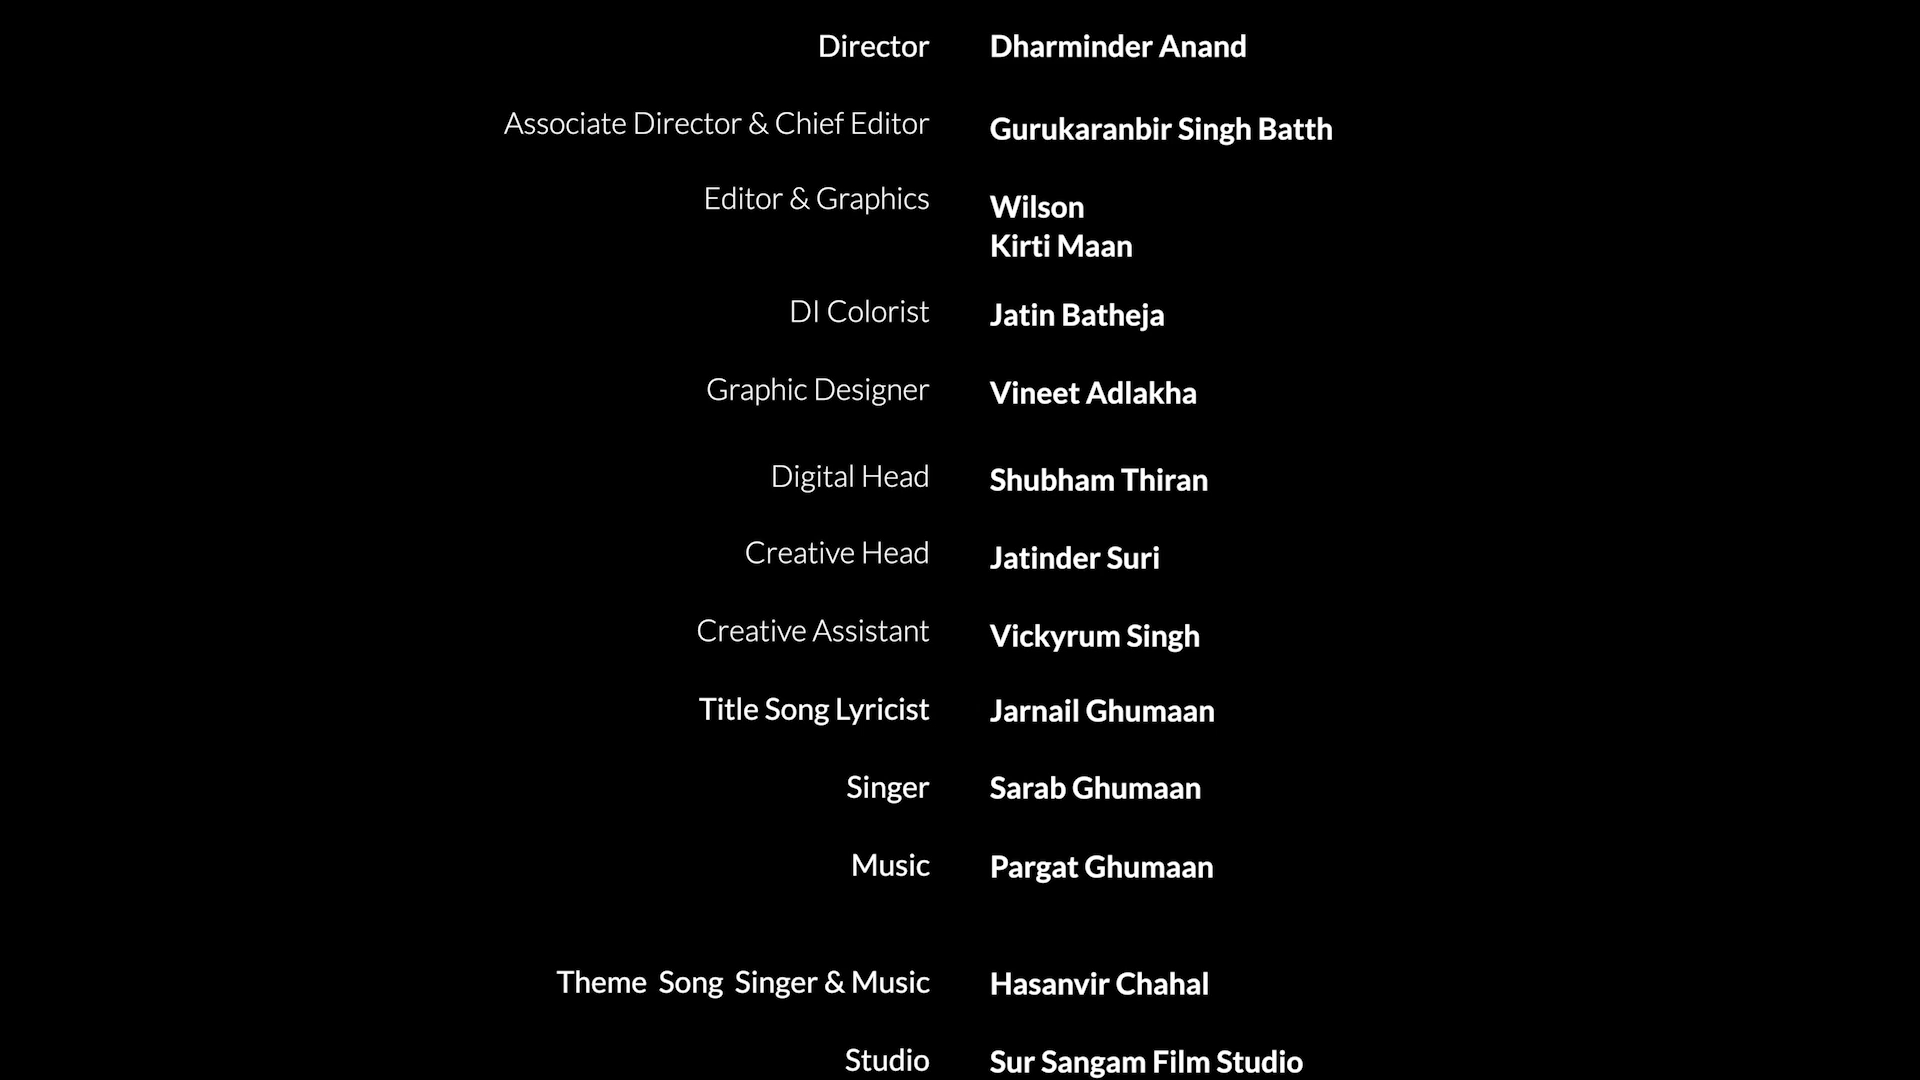 Director Dharminder Anand
Associate Director & Chief Editor Gurukaranbir Singh Batth
Editor & Graphics Wilson
Kirti Maan
DI Colorist Jatin Batheja
Graphic Designer Vineet Adlakha
Digital Head Shubham Thiran
Creative Head Jatinder Suri
Creative Assistant Vickyrum Singh
Title Song Lyricist Jarnail Ghumaan
Singer Sarab Ghumaan
Music Pargat Ghumaan
Theme Song Singer & Music Hasanvir Chahal
Studio Sur Sangam Film Studio